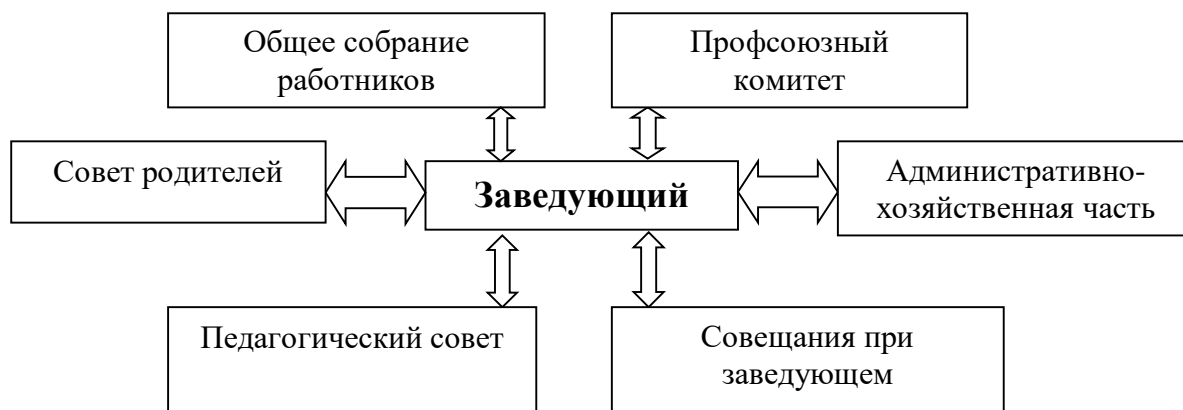 Общее собрание
работников
Профсоюзный
комитет
Совет родителей
Заведующий
Административно-
хозяйственная часть
Педагогический совет
Совещания при
заведующем